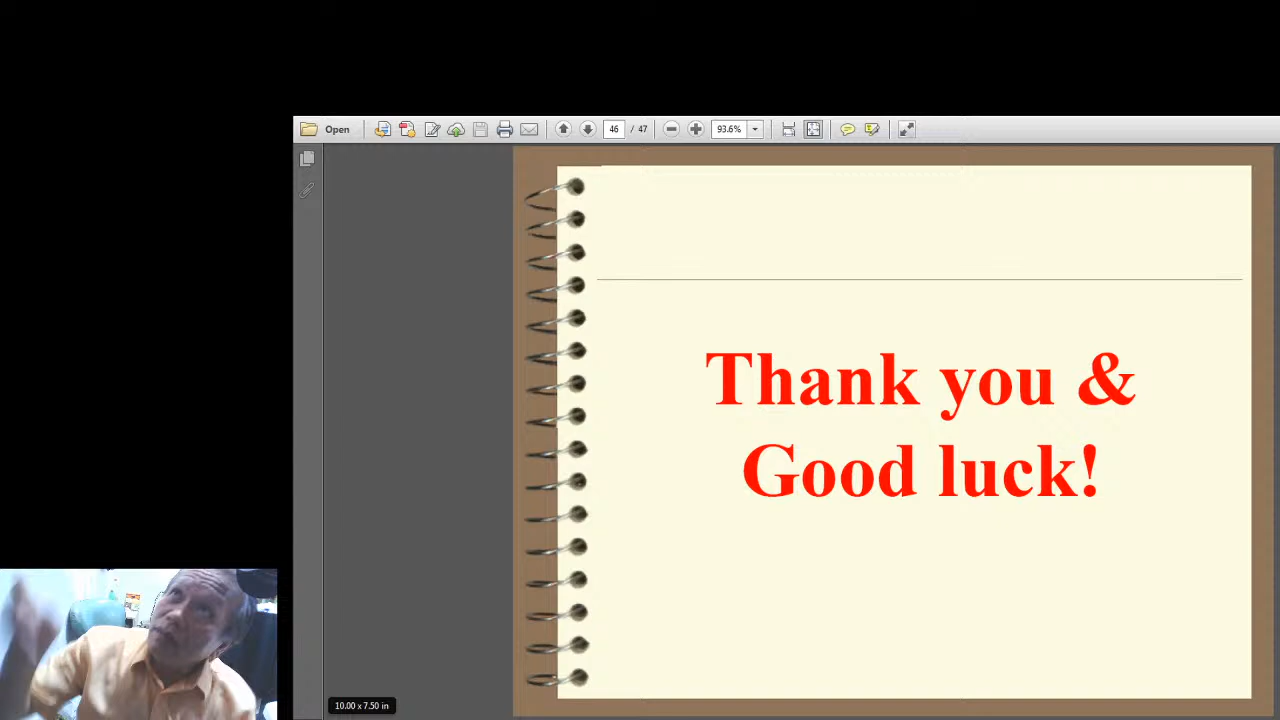 Open 46 / 47 93.6%
Thank you &
Good luck!
10.00 x 7.50 in